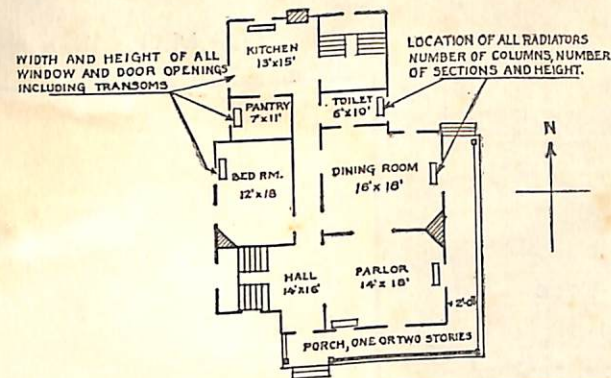 WIDTH AND HEIGHT OF ALL
WINDOW AND DOOR OPENINGS
INCLUDING TRANSOMS
LOCATION OF ALL RADIATORS
NUMBER OF COLUMNS, NUMBER
OF SECTIONS AND HEIGHT.
KITCHEN
13'x15'
PANTRY
7'x11'
TOILET
6'x10'
N
BED RM.
12'x18
DINING ROOM
16'x18'
HALL
14'x16'
PARLOR
14'x18'
2'-0"
PORCH, ONE OR TWO STORIES